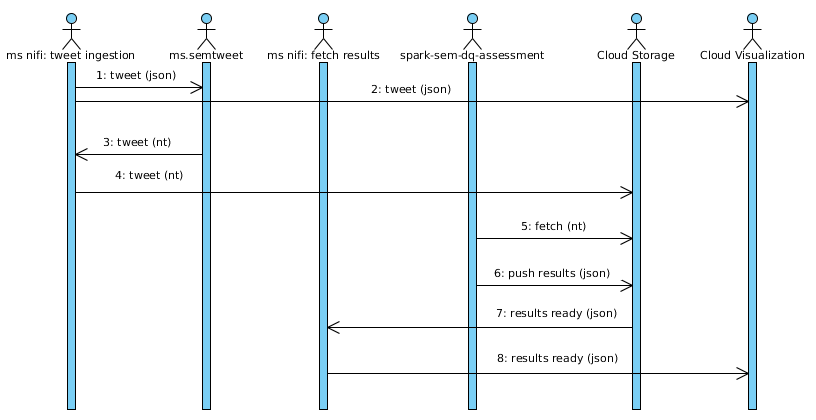 ms nifi: tweet ingestion
ms.semtweet
ms nifi: fetch results
spark-sem-dq-assessment
Cloud Storage
Cloud Visualization
1: tweet (json)
2: tweet (json)
3: tweet (nt)
4: tweet (nt)
5: fetch (nt)
6: push results (json)
7: results ready (json)
8: results ready (json)